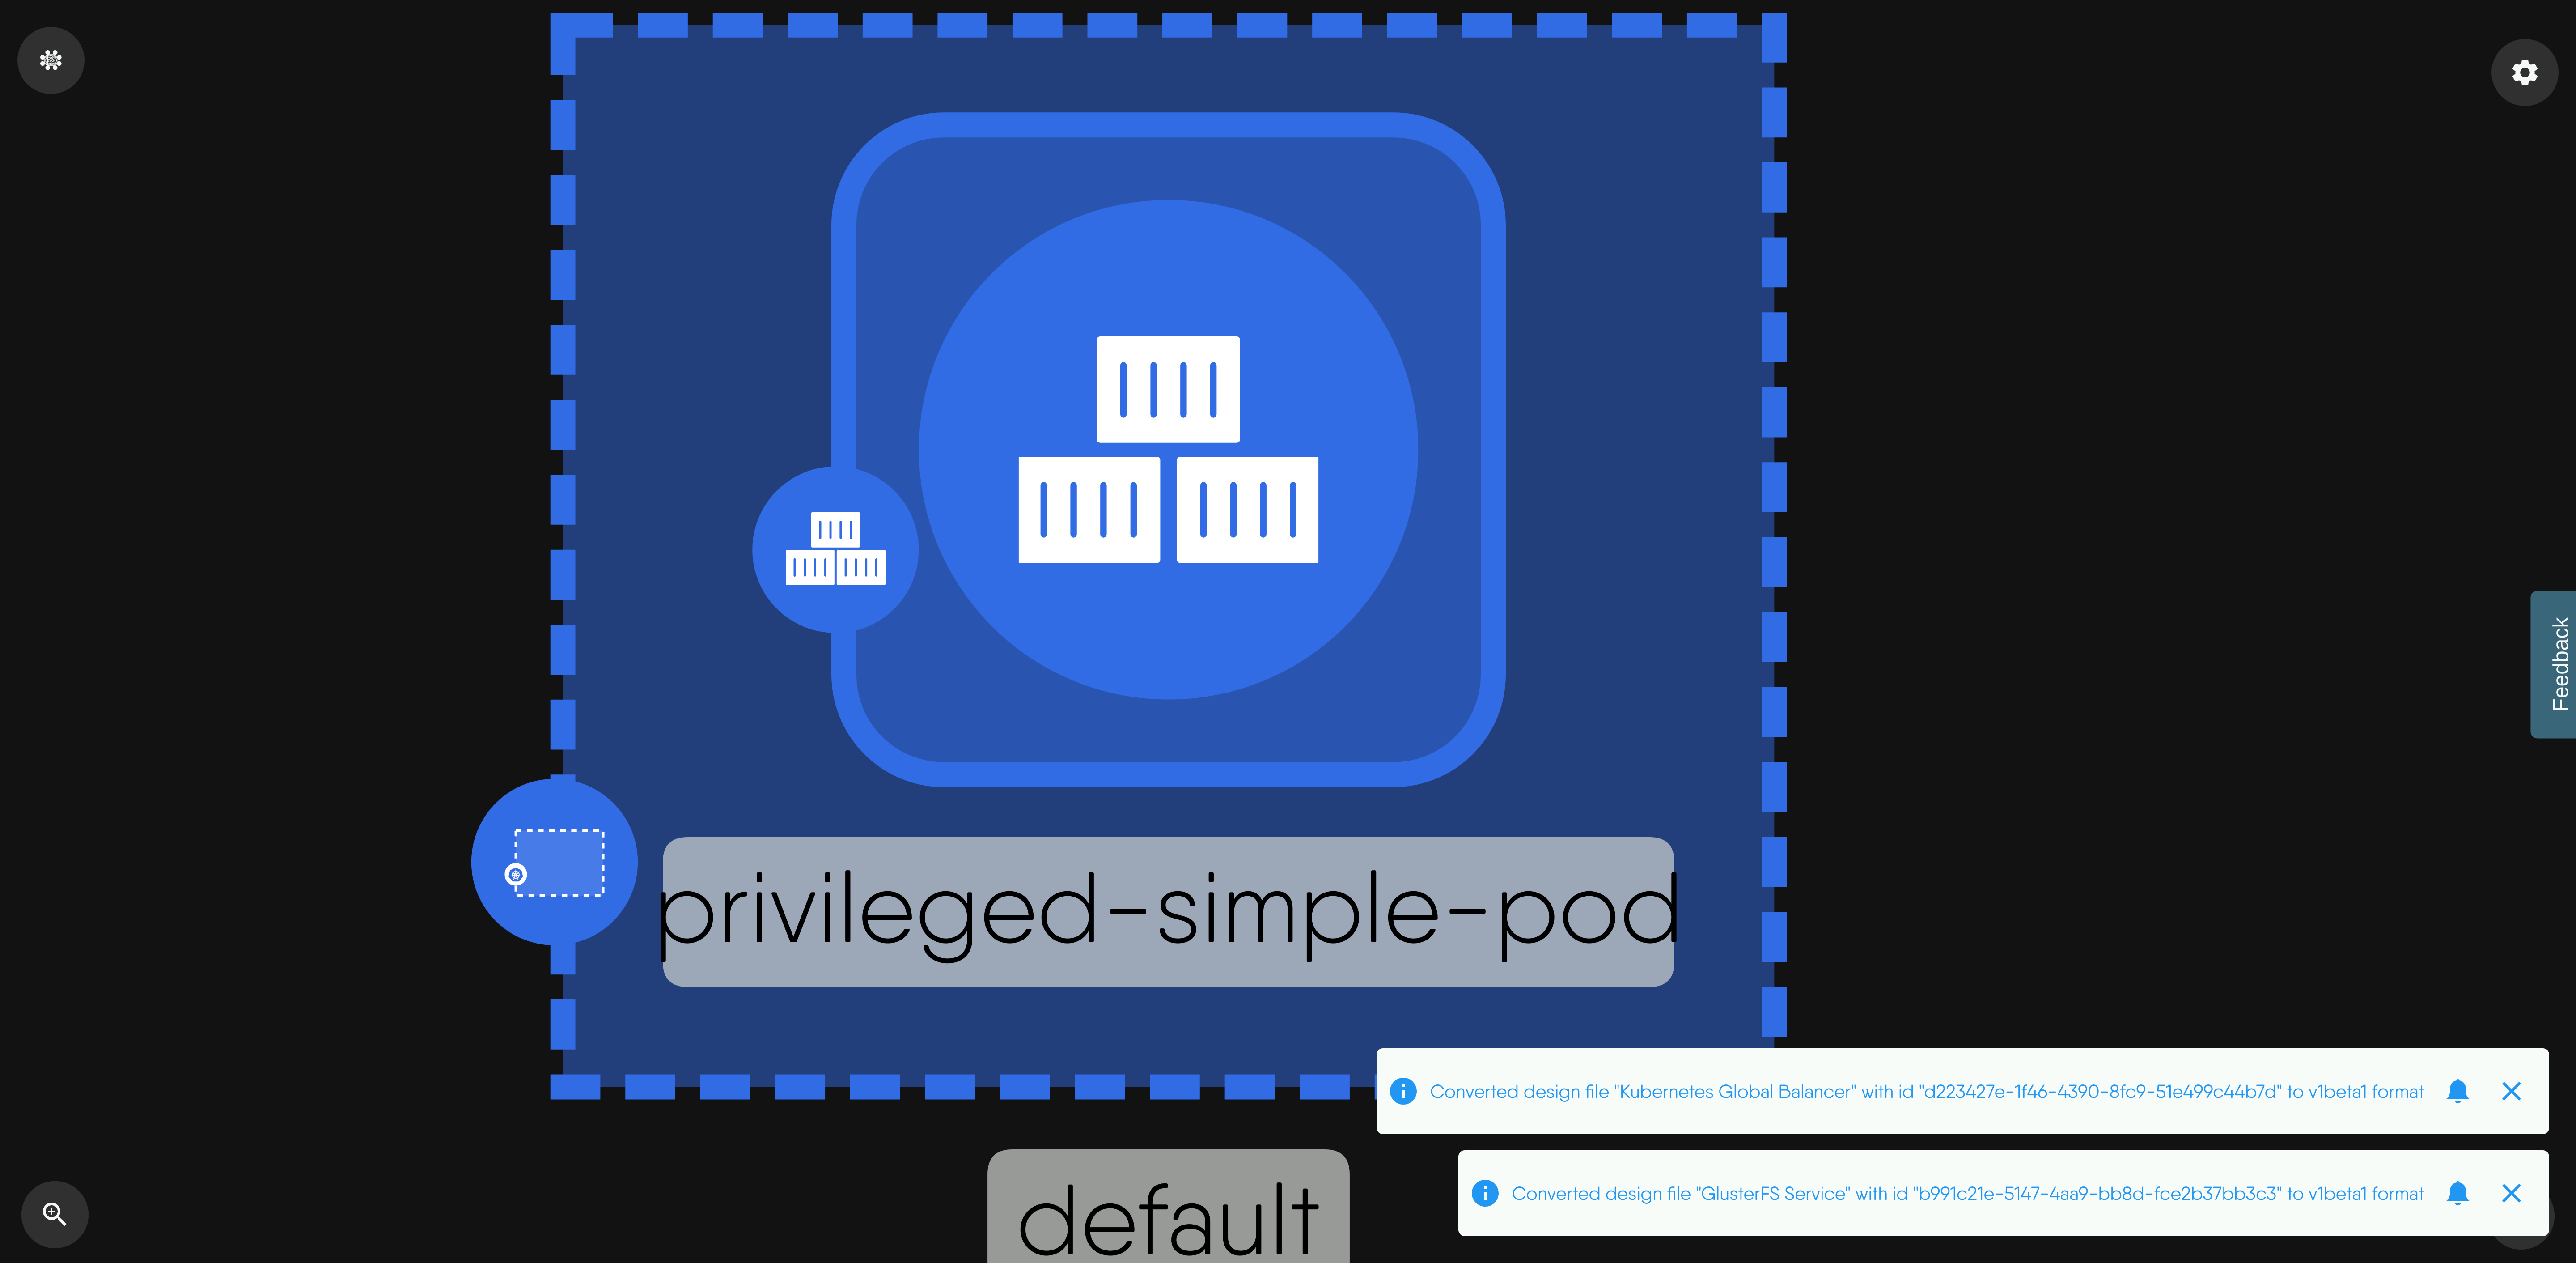 Feedback
privileged-simple-pod
Converted design file "Kubernetes Global Balancer" with id "d223427e-1f46-4390-8fc9-51e499c44b7d" to v1beta1 format
Converted design file "GlusterFS Service" with id "b991c21e-5147-4aa9-bb8d-fce2b37bb3c3" to v1beta1 format
default